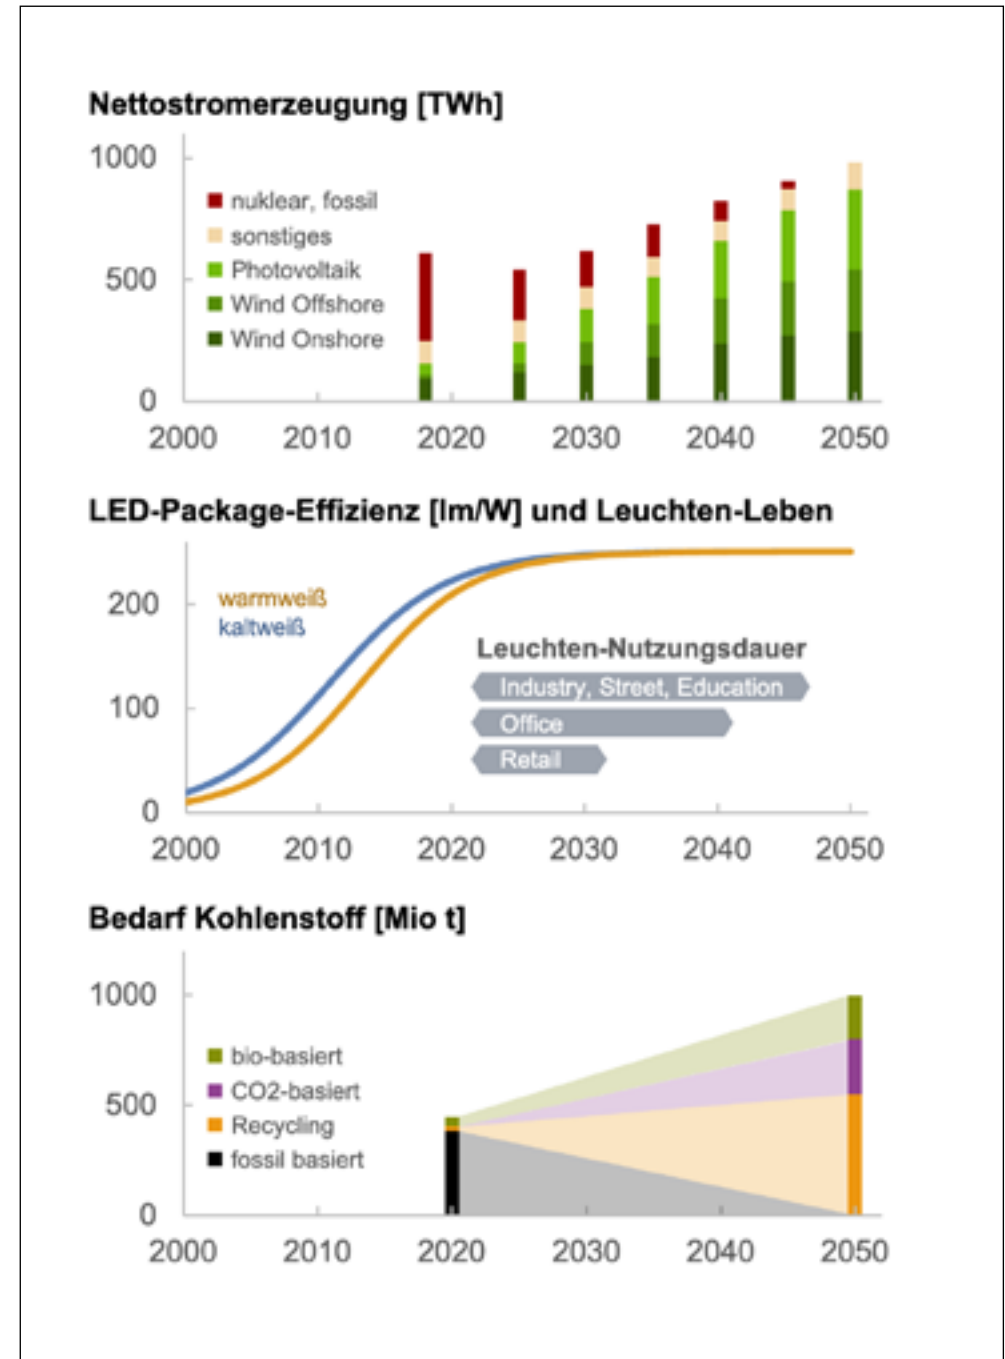 Nettostromerzeugung [TWh]
1000
nuklear, fossil
sonstiges
500
Photovoltaik
Wind Offshore
Wind Onshore
0
2000 2010 2020 2030 2040 2050
LED-Package-Effizienz [lm/W] und Leuchten-Leben
200
warmweiß
kaltweiß
Leuchten-Nutzungsdauer
Industry, Street, Education
100
Office
Retail
0
2000 2010 2020 2030 2040 2050
Bedarf Kohlenstoff [Mio t]
1000
bio-basiert
CO2-basiert
500
Recycling
fossil basiert
0
2000 2010 2020 2030 2040 2050